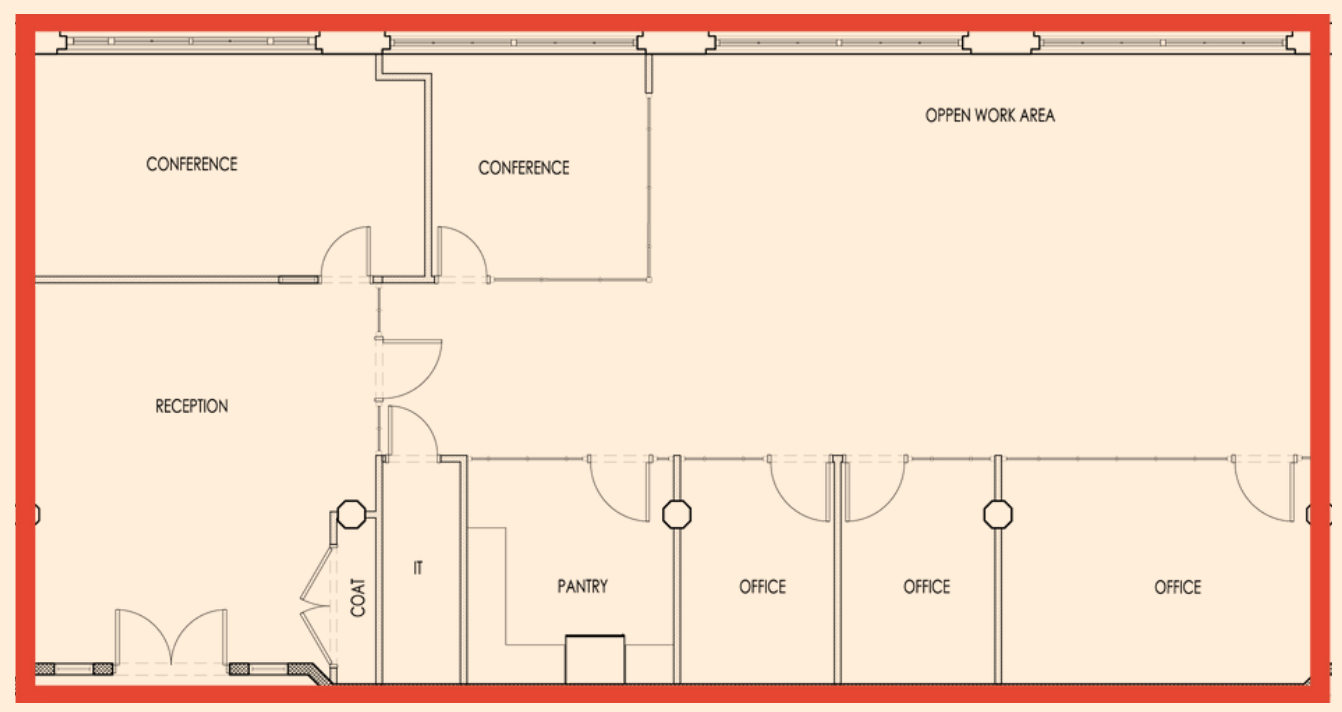 OPPEN WORK AREA
CONFERENCE
CONFERENCE
RECEPTION
COAT
IT
PANTRY
OFFICE
OFFICE
OFFICE